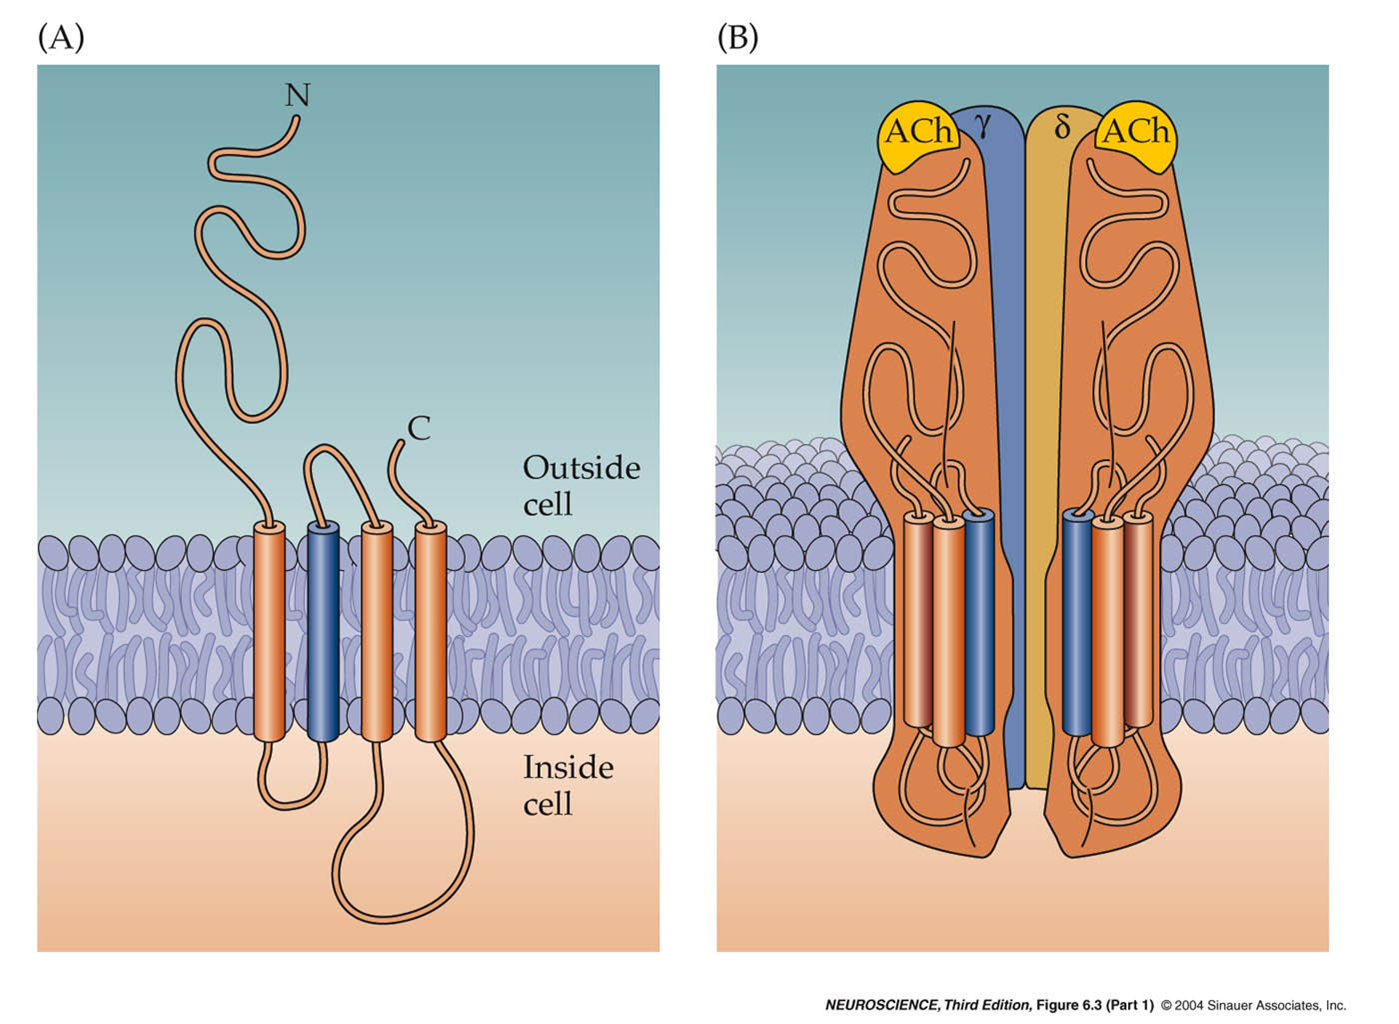 (A)
(B)
N
C
Outside
cell
Inside
cell
ACh
γ
δ
ACh
NEUROSCIENCE, Third Edition, Figure 6.3 (Part 1) © 2004 Sinauer Associates, Inc.